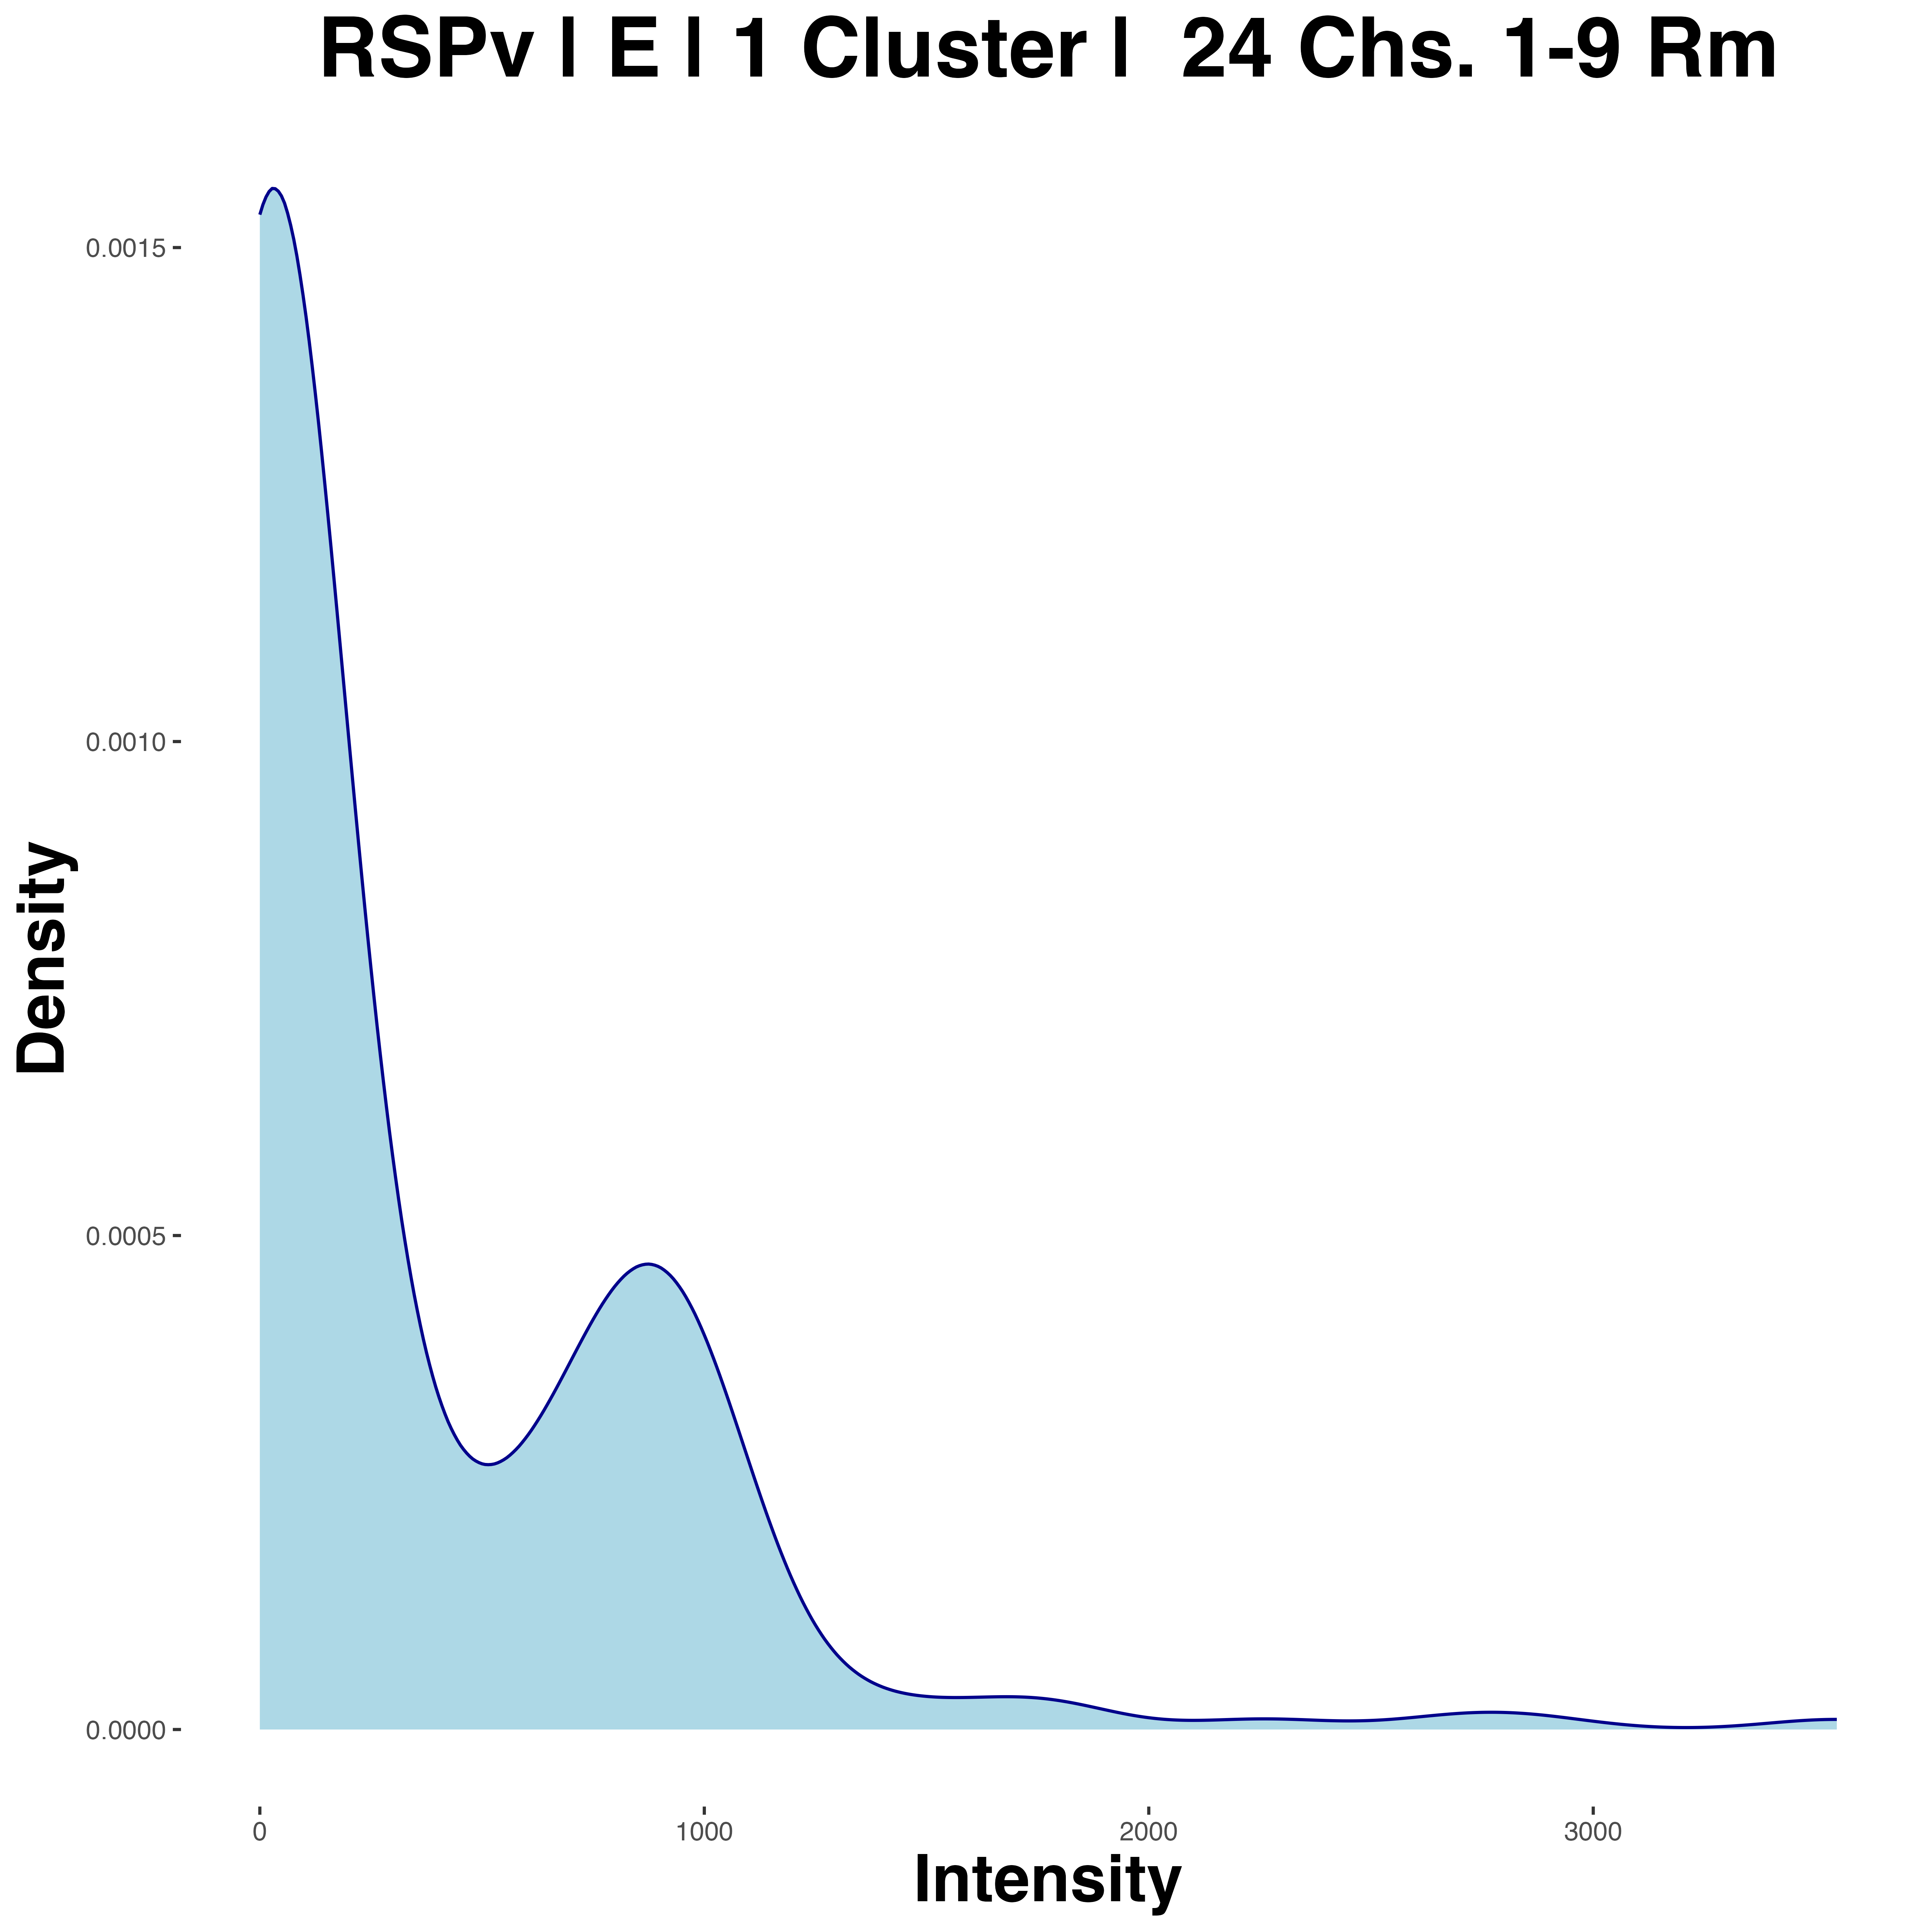 RSPv | E | 1 Cluster |  24 Chs. 1-9 Rm
0.0015
0.0010
0.0005
0.0000
Density
0 1000 2000 3000
Intensity